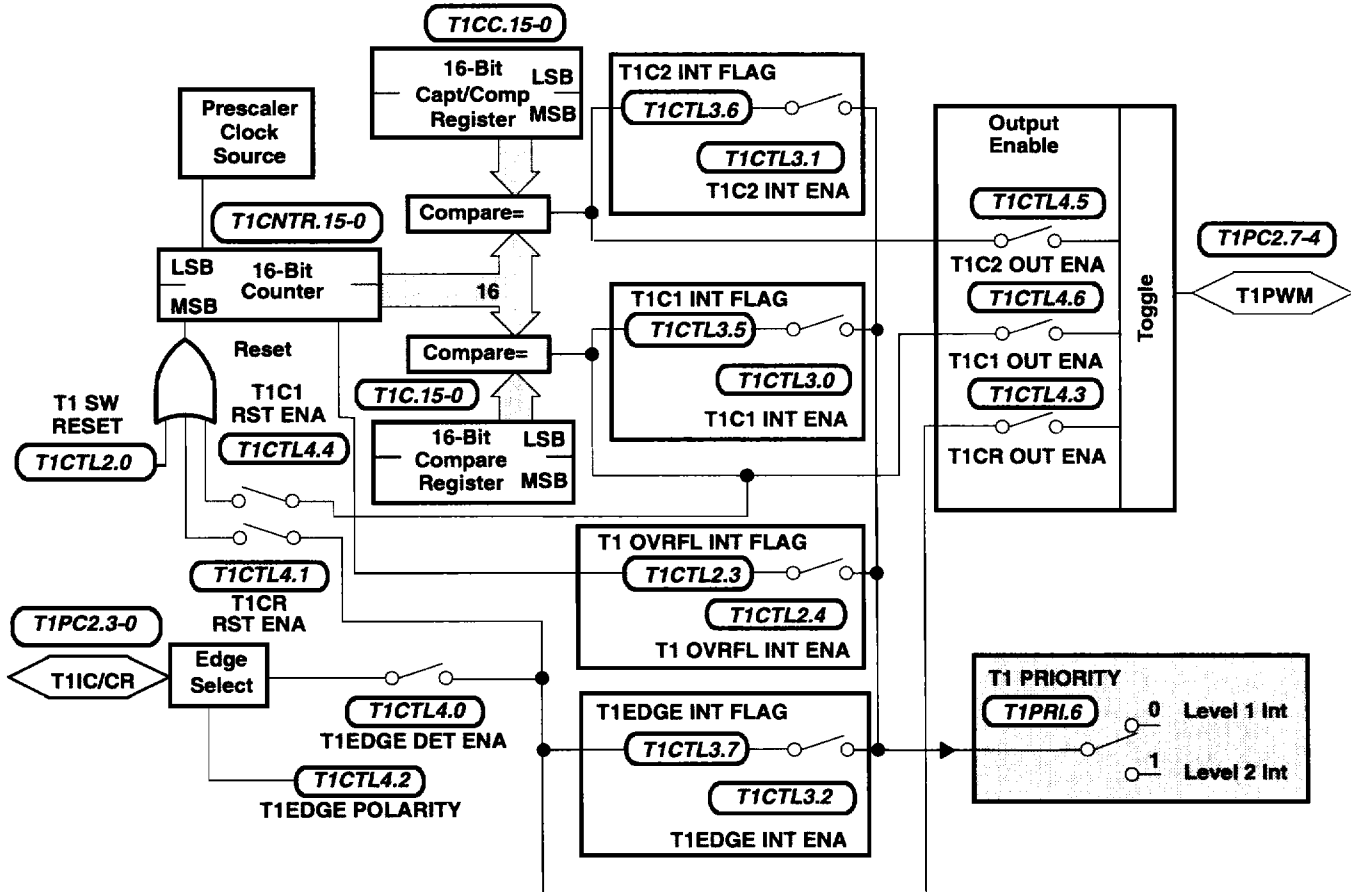 T1CC.15-0
16-Bit
Capt/Comp
Register
LSB
MSB
Prescaler
Clock
Source
T1CNTR.15-0
LSB
MSB
16-Bit
Counter
16
Compare=
Compare=
T1C.15-0
16-Bit
Compare
Register
LSB
MSB
Reset
T1C1
RST ENA
T1CTL4.4
T1 SW
RESET
T1CTL2.0
T1CTL4.1
T1CR
RST ENA
T1PC2.3-0
T1IC/CR
Edge
Select
T1CTL4.0
T1EDGE DET ENA
T1CTL4.2
T1EDGE POLARITY
T1C2 INT FLAG
T1CTL3.6
T1CTL3.1
T1C2 INT ENA
T1C1 INT FLAG
T1CTL3.5
T1CTL3.0
T1C1 INT ENA
T1 OVRFL INT FLAG
T1CTL2.3
T1CTL2.4
T1 OVRFL INT ENA
T1EDGE INT FLAG
T1CTL3.7
T1CTL3.2
T1EDGE INT ENA
Output
Enable
T1CTL4.5
T1C2 OUT ENA
T1CTL4.6
T1C1 OUT ENA
T1CTL4.3
T1CR OUT ENA
Toggle
T1PC2.7-4
T1PWM
T1 PRIORITY
T1PRI.6
0
Level 1 Int
1
Level 2 Int